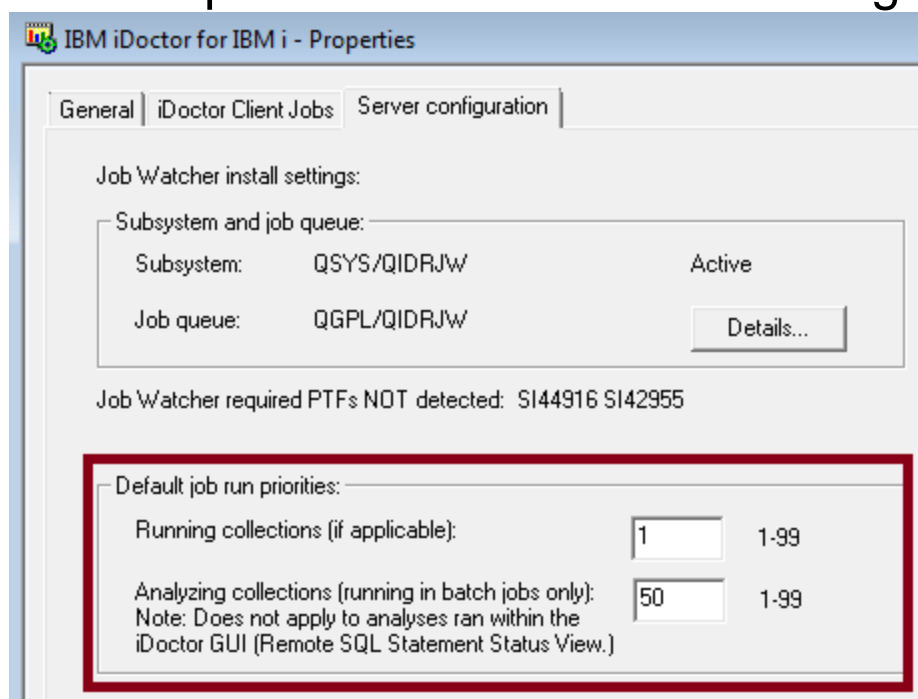 IBM iDoctor for IBM i - Properties
General iDoctor Client Jobs Server configuration
Job Watcher install settings:
Subsystem and job queue:
Subsystem: QSYS/QIDRJW Active
Job queue: QGPL/QIDRJW Details...
Job Watcher required PTFs NOT detected: SI44916 SI42955
Default job run priorities:
Running collections (if applicable): 1 1-99
Analyzing collections (running in batch jobs only): 50 1-99
Note: Does not apply to analyses ran within the
iDoctor GUI (Remote SQL Statement Status View.)